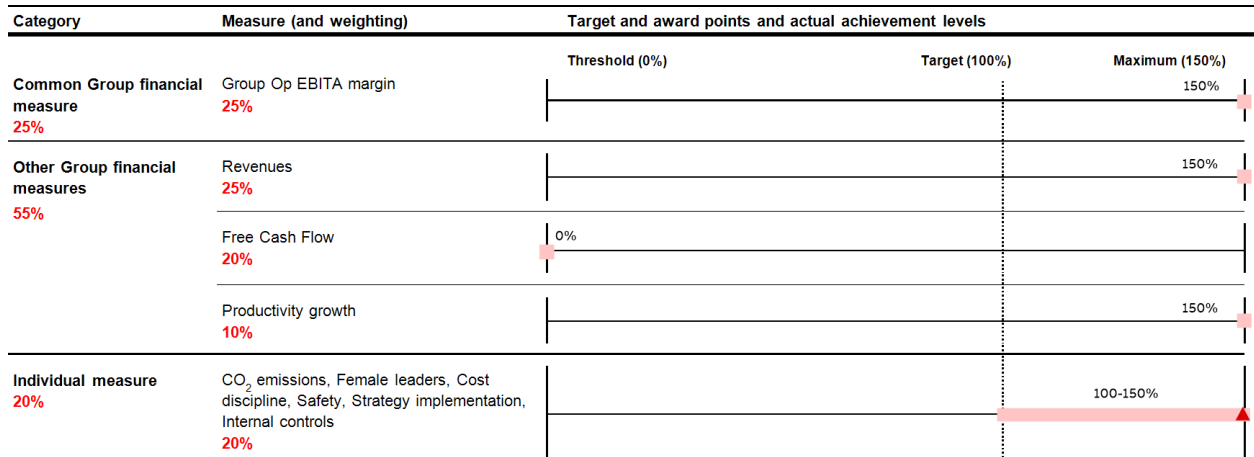 Category Measure (and weighting) Target and award points and actual achievement levels
Threshold (0%) Target (100%) Maximum (150%)
Common Group financial
measure
25%
Group Op EBITA margin
25%
150%
Other Group financial
measures
55%
Revenues
25%
150%
Free Cash Flow
20%
0%
Productivity growth
10%
150%
Individual measure
20%
CO2 emissions, Female leaders, Cost
discipline, Safety, Strategy implementation,
Internal controls
20%
100-150%